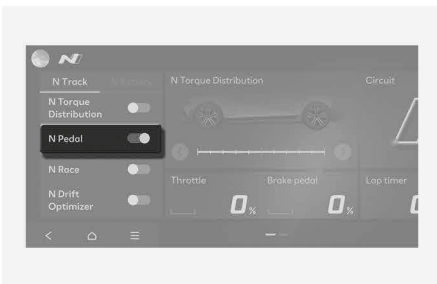 N
N Track
N Torque Distribution
Circuit
N Torque
Distribution
N Pedal
N Race
N Drift
Optimizer
Throttle
0 %
Brake pedal
0 %
Lap timer